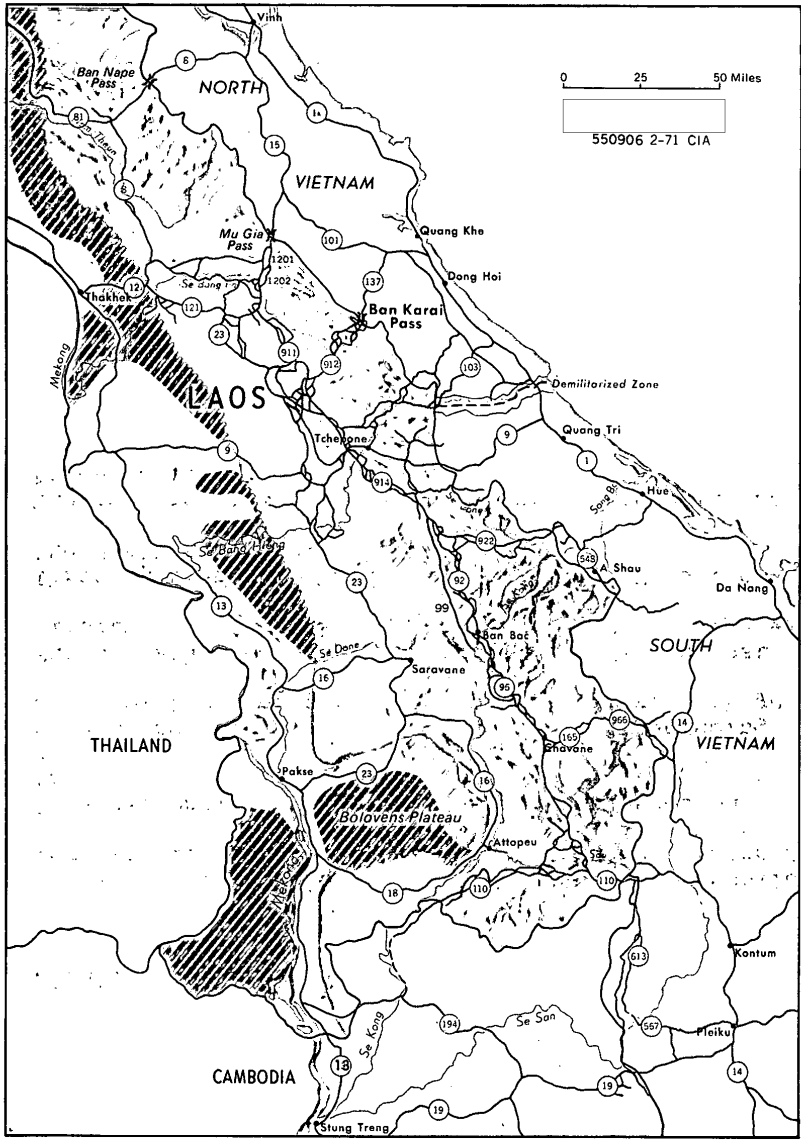 Vinh
Ban Nape
Pass
8
NORTH
0 25 50 Miles
550906 2-71 CIA
81
1A
15
VIETNAM
8
Mu Gia
Pass
101
Quang Khe
1201
1202
137
Dong Hoi
12
Thakhek
121
Ban Karai
Pass
23
911
912
103
Mekong
LAOS
Demilitarized Zone
Tchepone
9
9
Quang Tri
1
914
Hue
922
Se Bang Hieng
548
A Shau
92
23
Da Nang
13
99
Ban Bac
SOUTH
Se Done
16
Saravane
96
966
14
165
THAILAND
Chavane
VIETNAM
Pakse
23
16
Bolovens Plateau
Attopeu
Mekong
110
110
18
Kontum
613
Se Kong
194
Se San
567
Pleiku
13
CAMBODIA
19
14
19
Stung Treng